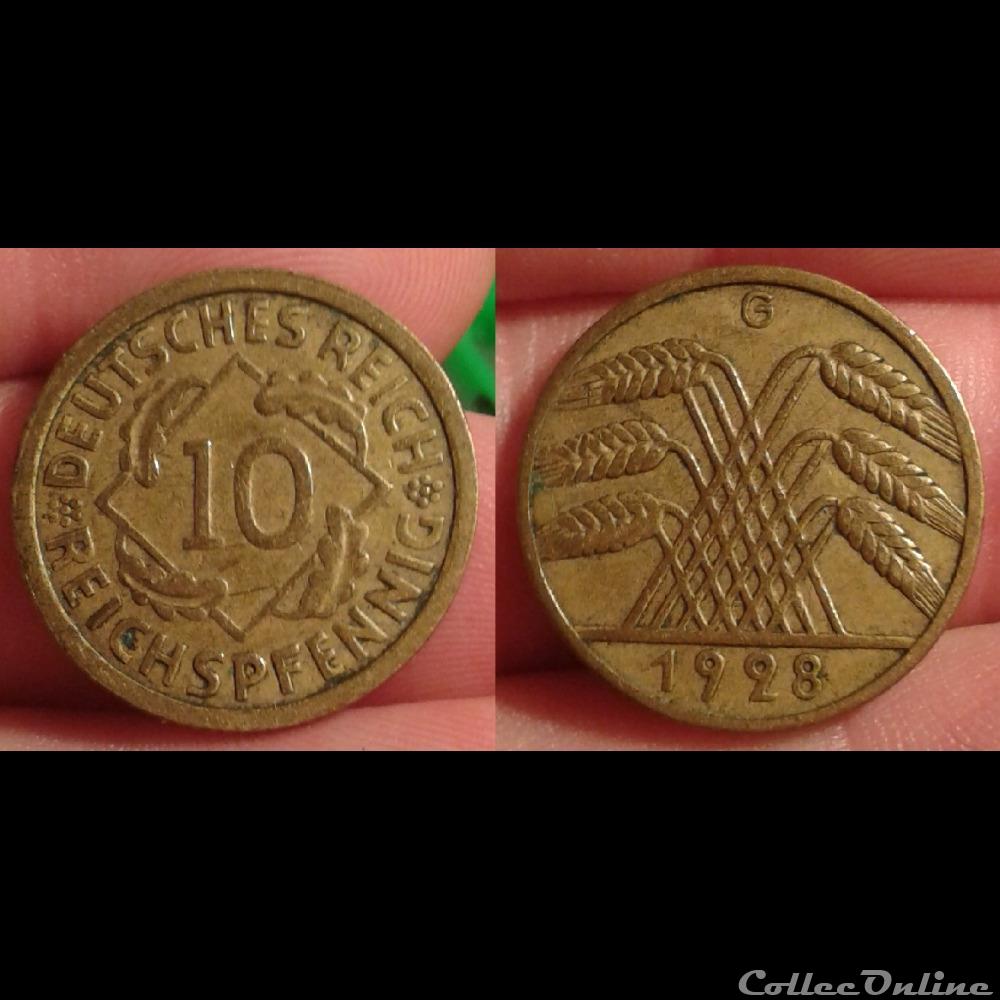 DEUTSCHES REICH
REICHSPFENNIG
10
G
1928
CollecOnline